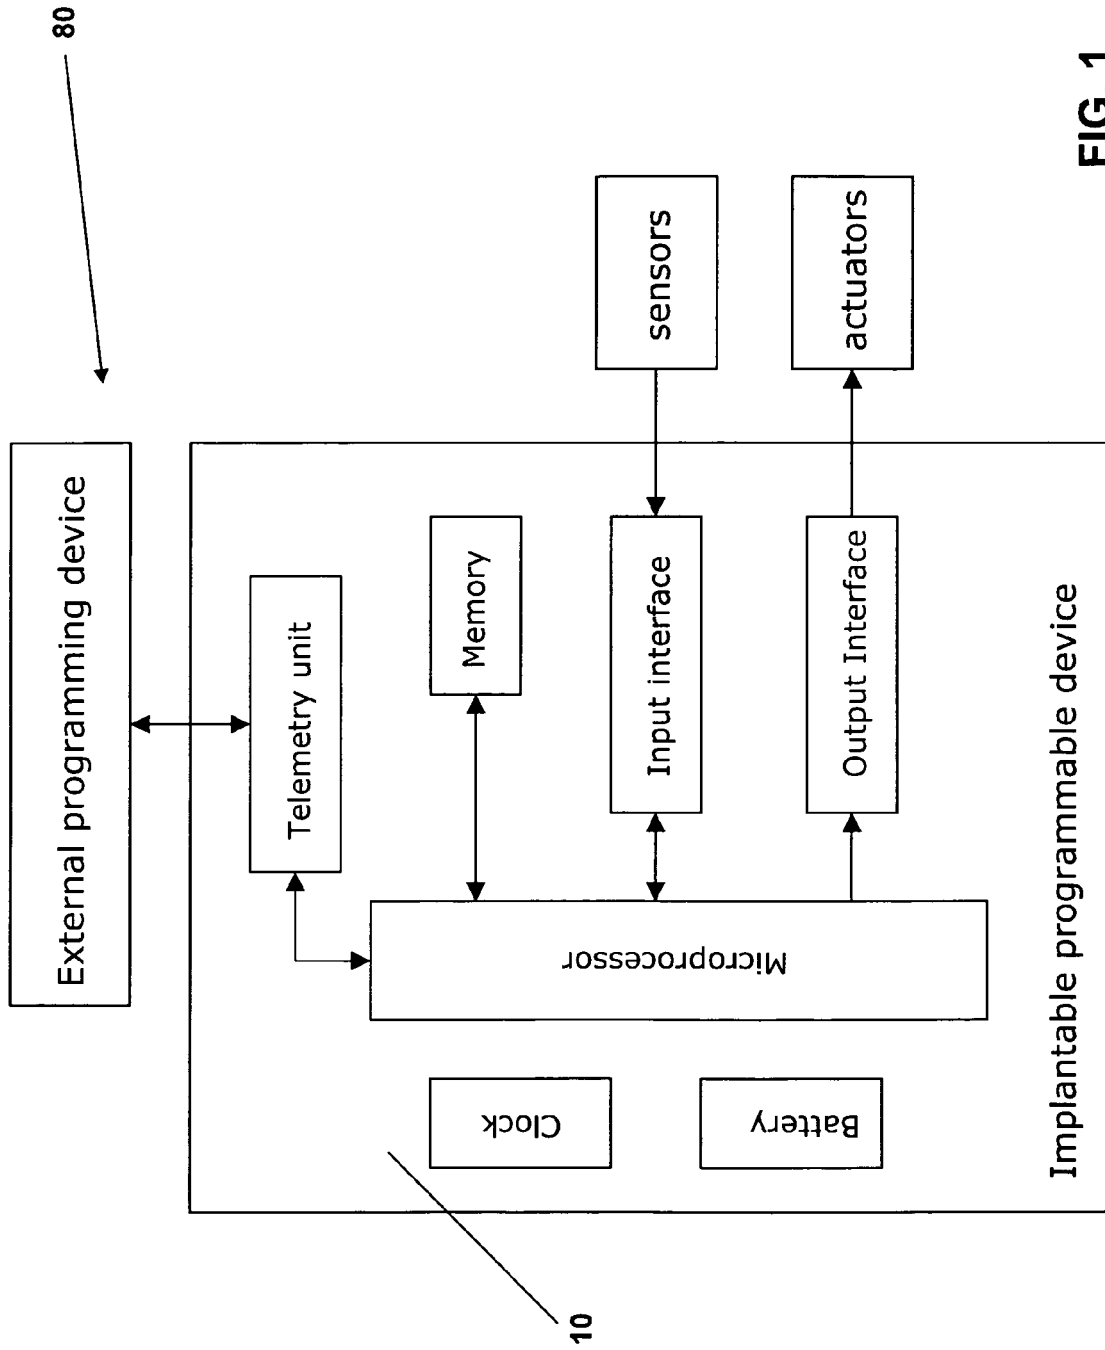 80
External programming device
Telemetry unit
Memory
sensors
Input interface
actuators
Output Interface
Microprocessor
Clock
Battery
Implantable programmable device
10
FIG. 1